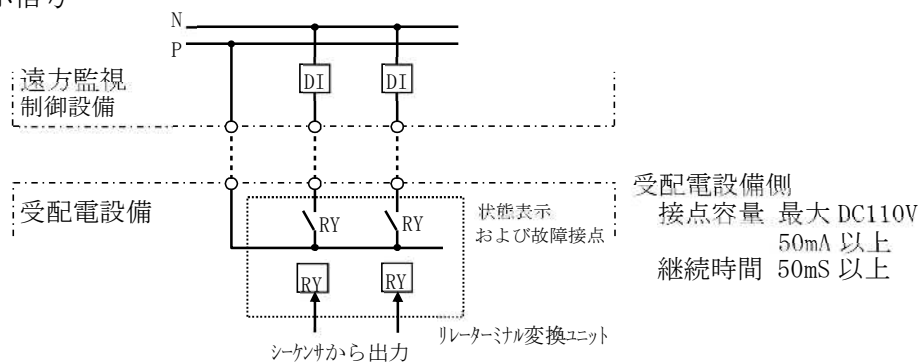 N
P
DI DI
遠方監視
制御設備
受配電設備
RY RY
状態表示
および故障接点
RY RY
リレーターミナル変換ユニット
シーケンサから出力
受配電設備側
接点容量 最大 DC110V
50mA 以上
継続時間 50mS 以上